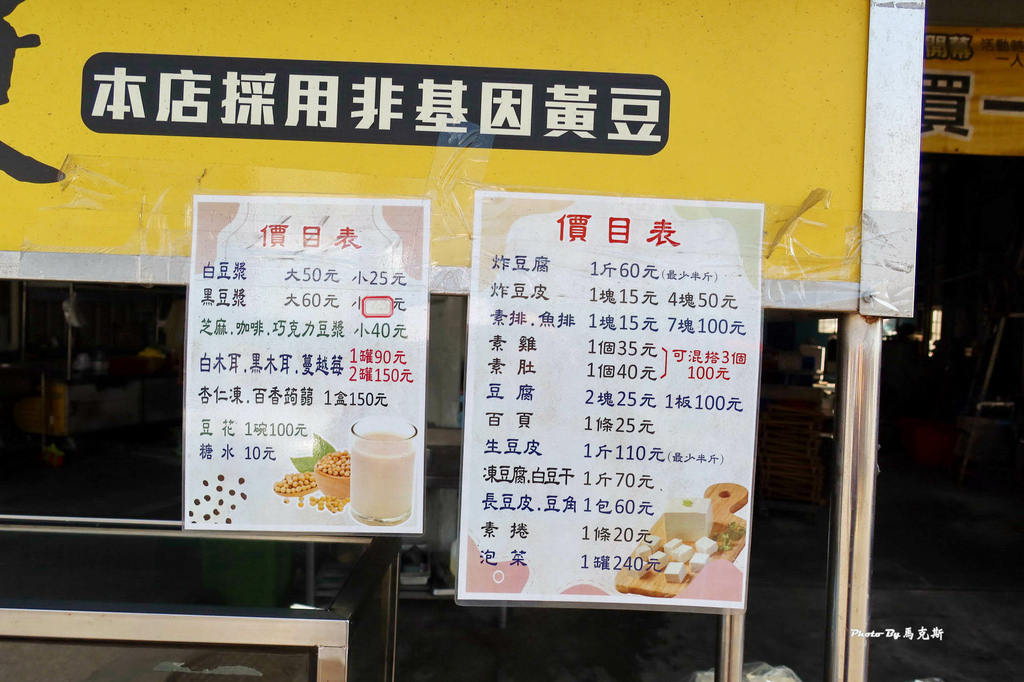 本店採用非基因黃豆
開幕
活動
一人
買一
價目表
白豆漿 大50元 小25元
黑豆漿 大60元 小 元
芝麻.咖啡.巧克力豆漿 小40元
白木耳.黑木耳.蔓越莓 1罐90元
2罐150元
杏仁凍.百香蒟蒻 1盒150元
豆花 1碗100元
糖水 10元
價目表
炸豆腐 1斤60元(最少半斤)
炸豆皮 1塊15元 4塊50元
素排.魚排 1塊15元 7塊100元
素雞 1個35元 可混搭3個
素肚 1個40元 100元
豆腐 2塊25元 1板100元
百頁 1條25元
生豆皮 1斤110元(最少半斤)
凍豆腐.白豆干 1斤70元
長豆皮.豆角 1包60元
素捲 1條20元
泡菜 1罐240元
Photo By 馬克斯